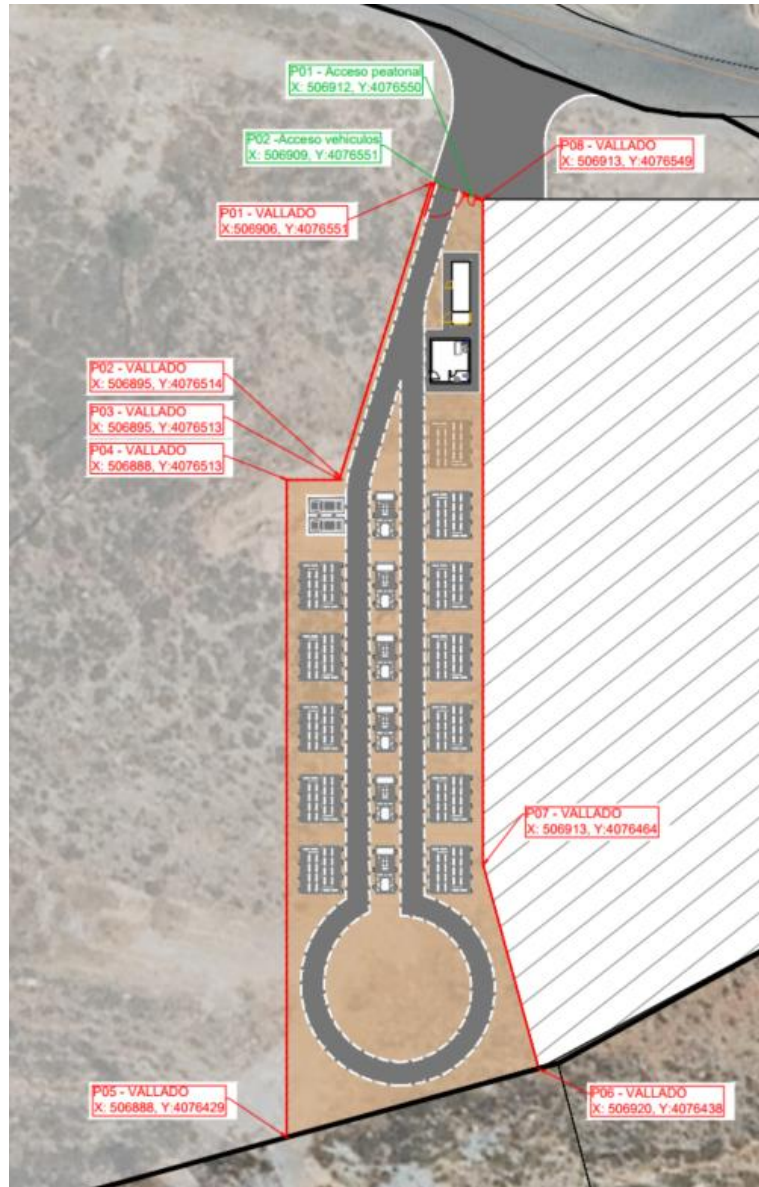 P01 - Acceso peatonal
X: 506912, Y:4076550
P02 -Acceso vehículos
X: 506909, Y:4076551
P08 - VALLADO
X: 506913, Y:4076549
P01 - VALLADO
X:506906, Y:4076551
P02 - VALLADO
X: 506895, Y:4076514
P03 - VALLADO
X: 506895, Y:4076513
P04 - VALLADO
X: 506888, Y:4076513
P07 - VALLADO
X: 506913, Y:4076464
P05 - VALLADO
X: 506888, Y:4076429
P06 - VALLADO
X: 506920, Y:4076438